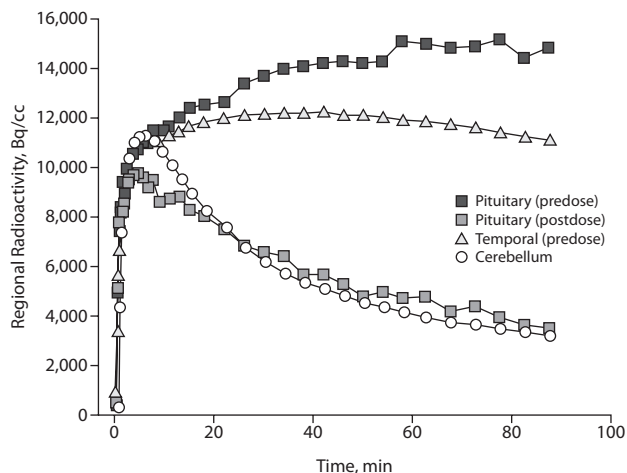 16,000
14,000
12,000
10,000
8,000
6,000
4,000
2,000
0
Regional Radioactivity, Bq/cc
Pituitary (predose)
Pituitary (postdose)
Temporal (predose)
Cerebellum
0 20 40 60 80 100
Time, min